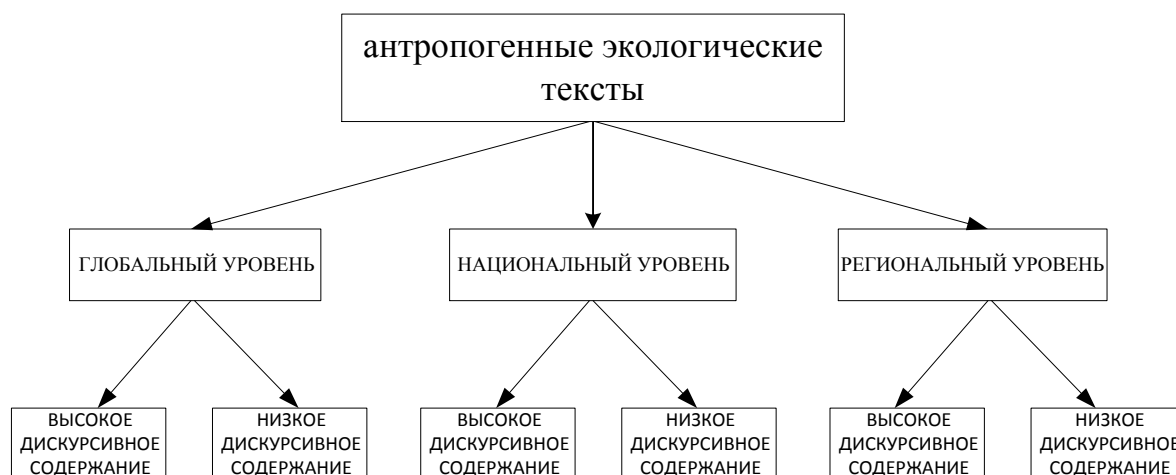 антропогенные экологические
тексты
ГЛОБАЛЬНЫЙ УРОВЕНЬ
НАЦИОНАЛЬНЫЙ УРОВЕНЬ
РЕГИОНАЛЬНЫЙ УРОВЕНЬ
ВЫСОКОЕ
ДИСКУРСИВНОЕ
СОДЕРЖАНИЕ
НИЗКОЕ
ДИСКУРСИВНОЕ
СОДЕРЖАНИЕ
ВЫСОКОЕ
ДИСКУРСИВНОЕ
СОДЕРЖАНИЕ
НИЗКОЕ
ДИСКУРСИВНОЕ
СОДЕРЖАНИЕ
ВЫСОКОЕ
ДИСКУРСИВНОЕ
СОДЕРЖАНИЕ
НИЗКОЕ
ДИСКУРСИВНОЕ
СОДЕРЖАНИЕ